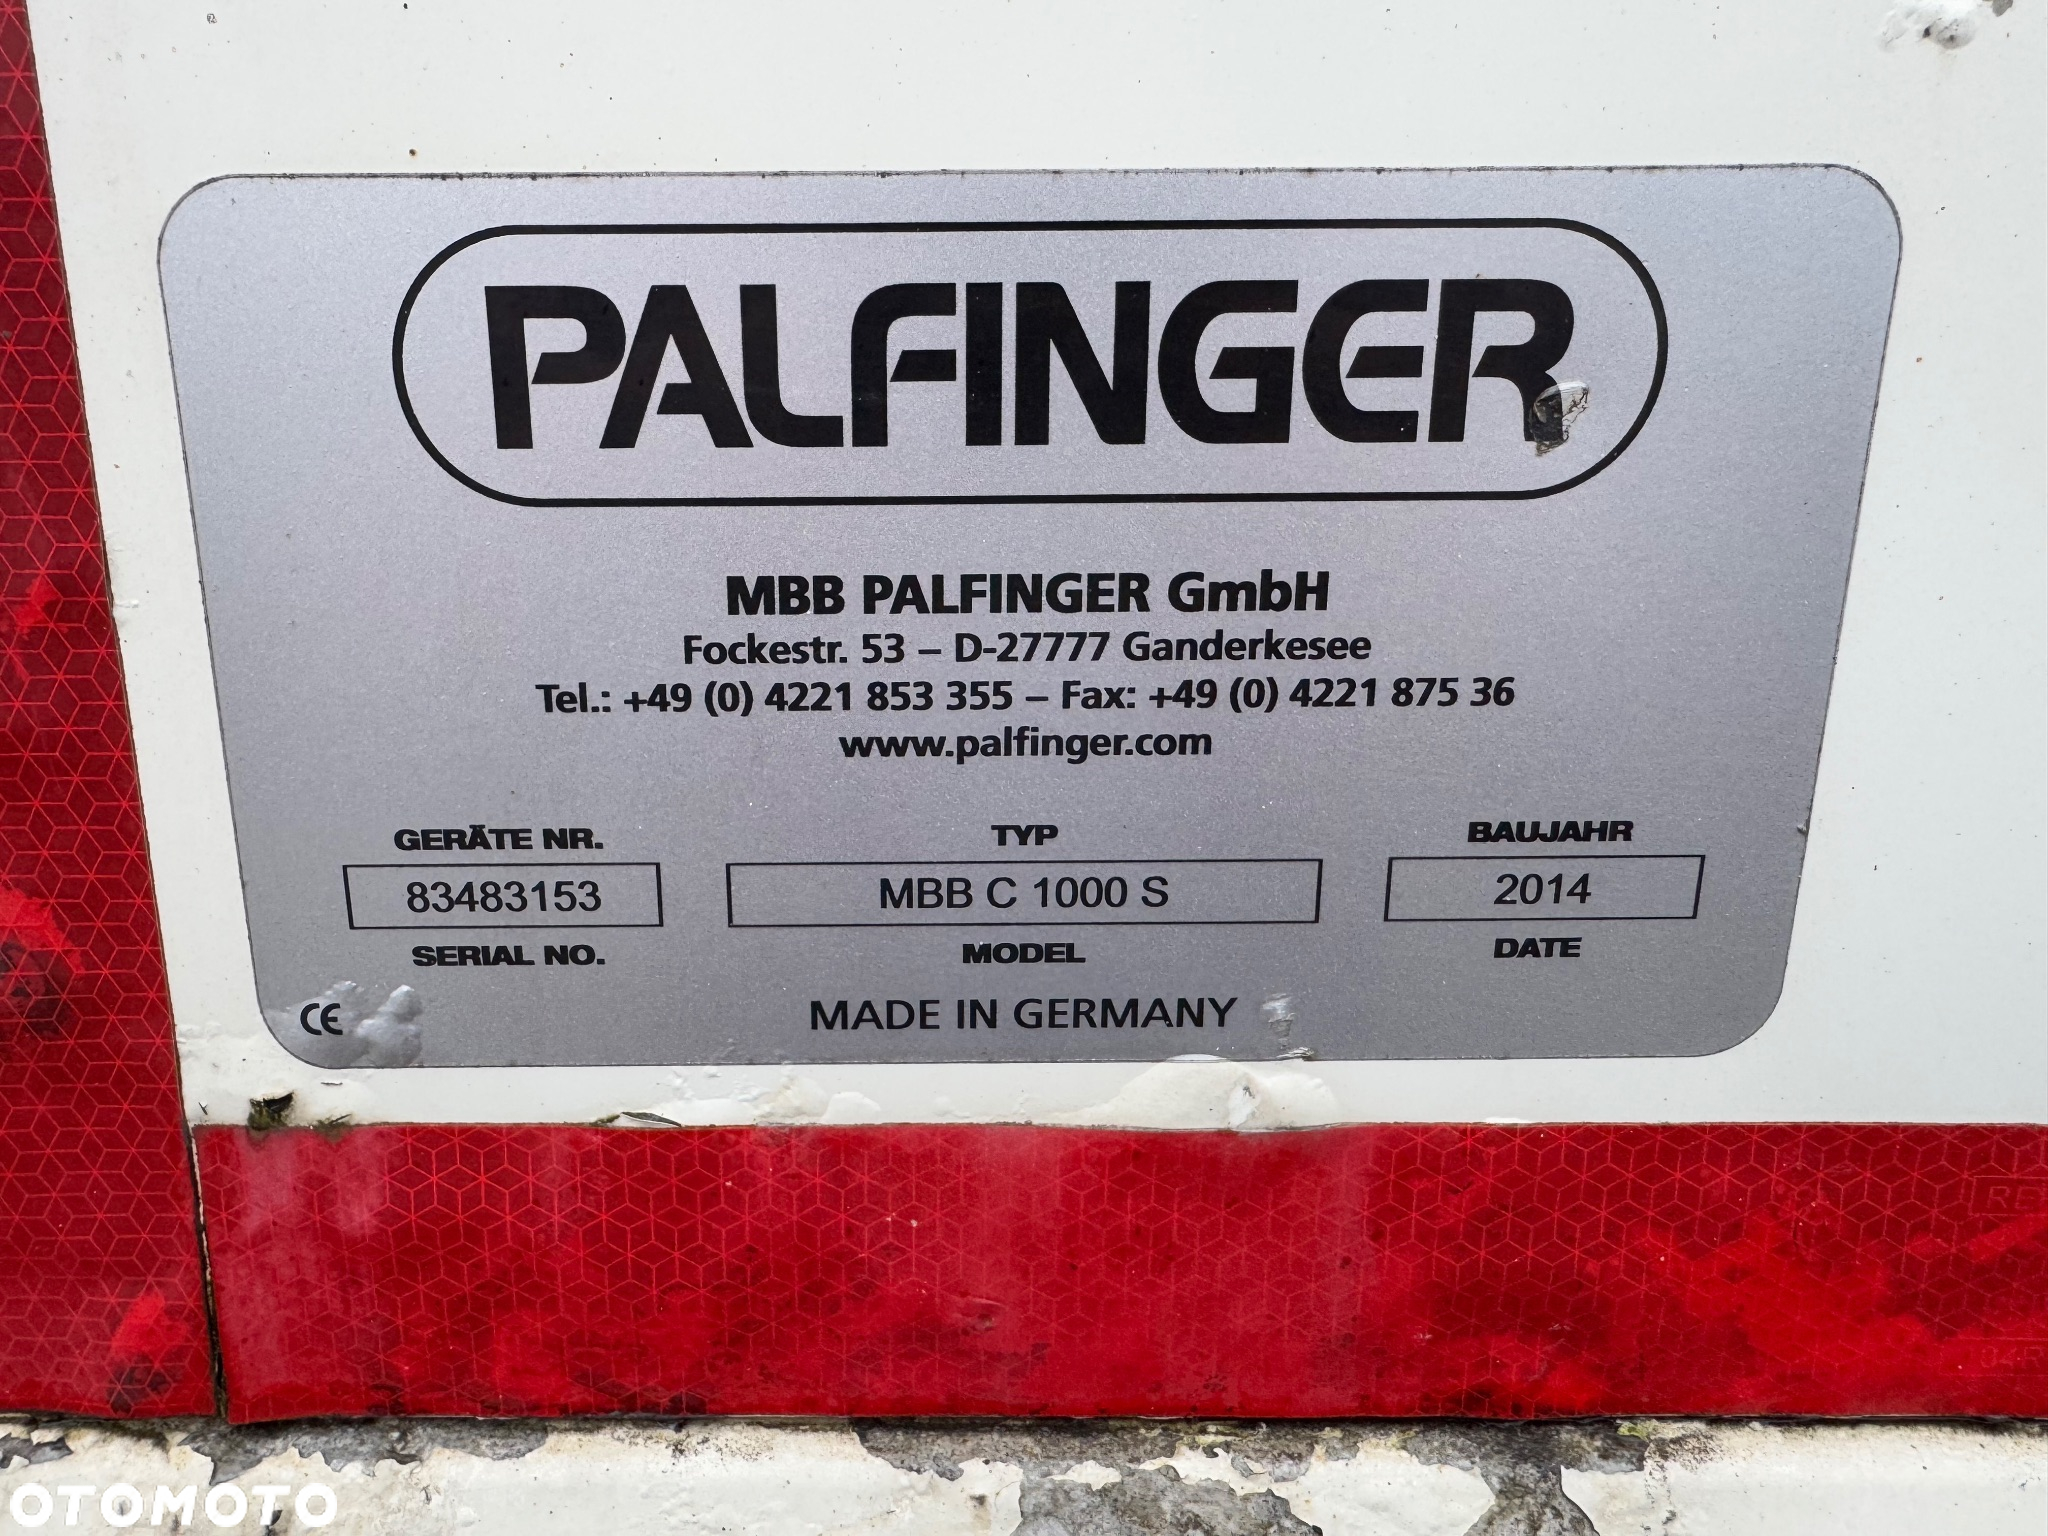 PALFINGER
MBB PALFINGER GmbH
Fockestr. 53 – D-27777 Ganderkesee
Tel.: +49 (0) 4221 853 355 – Fax: +49 (0) 4221 875 36
www.palfinger.com
GERÄTE NR. TYP BAUJAHR
83483153 MBB C 1000 S 2014
SERIAL NO. MODEL DATE
CE MADE IN GERMANY
OTOMOTO